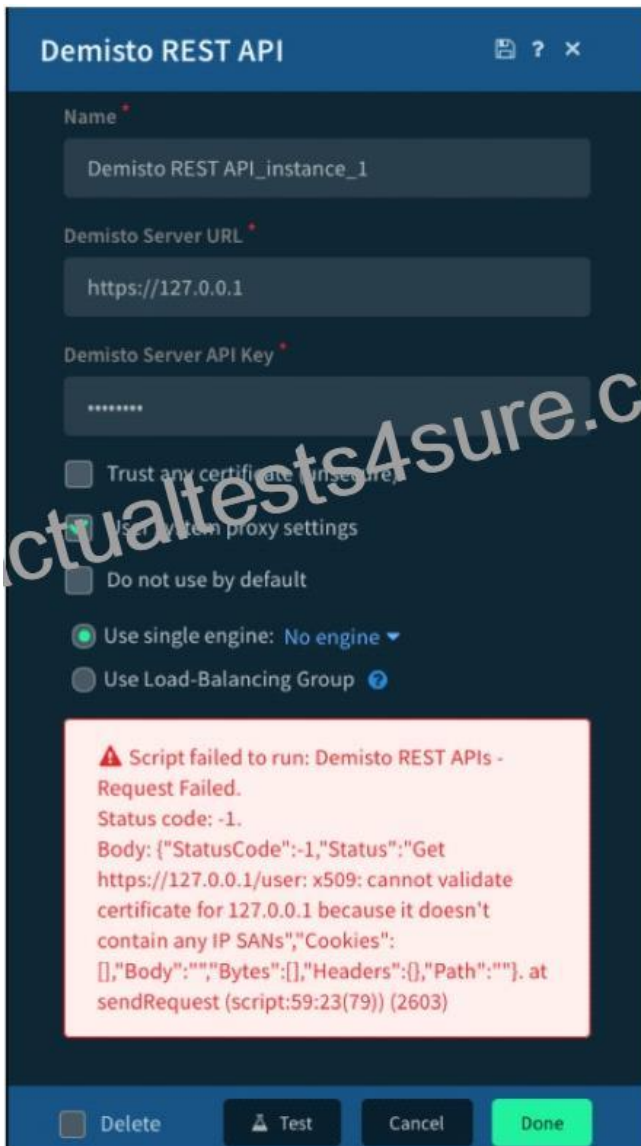 Demisto REST API
?
Name *
Demisto REST API_instance_1
Demisto Server URL *
https://127.0.0.1
Demisto Server API Key *
••••••••
Trust any certificate (unsecure)
User system proxy settings
Do not use by default
Use single engine: No engine
Use Load-Balancing Group ?
Script failed to run: Demisto REST APIs -
Request Failed.
Status code: -1.
Body: {"StatusCode":-1,"Status":"Get
https://127.0.0.1/user: x509: cannot validate
certificate for 127.0.0.1 because it doesn't
contain any IP SANs","Cookies":
[],"Body":"","Bytes":[],"Headers":{},"Path":""}. at
sendRequest (script:59:23(79)) (2603)
Delete
Test
Cancel
Done
ctualtests4sure.c